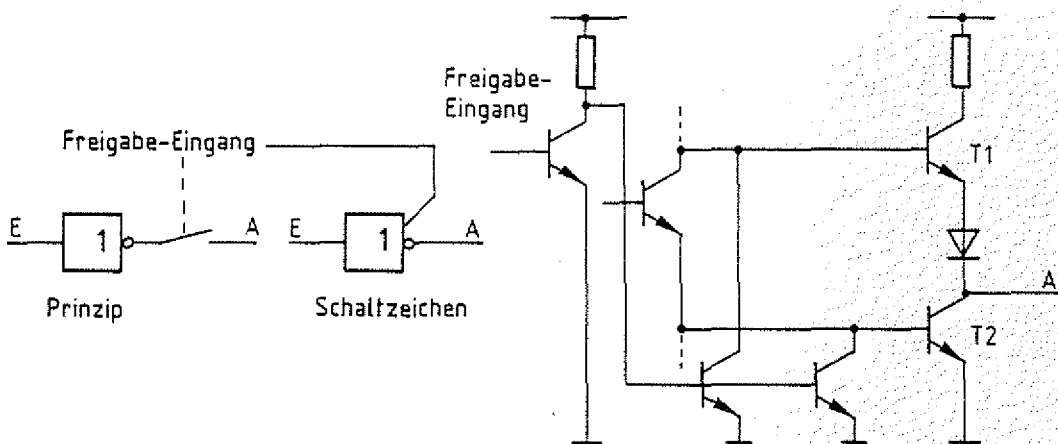 Freigabe-
Eingang
Freigabe-Eingang
E
1
A
E
1
A
Prinzip
Schaltzeichen
T1
A
T2